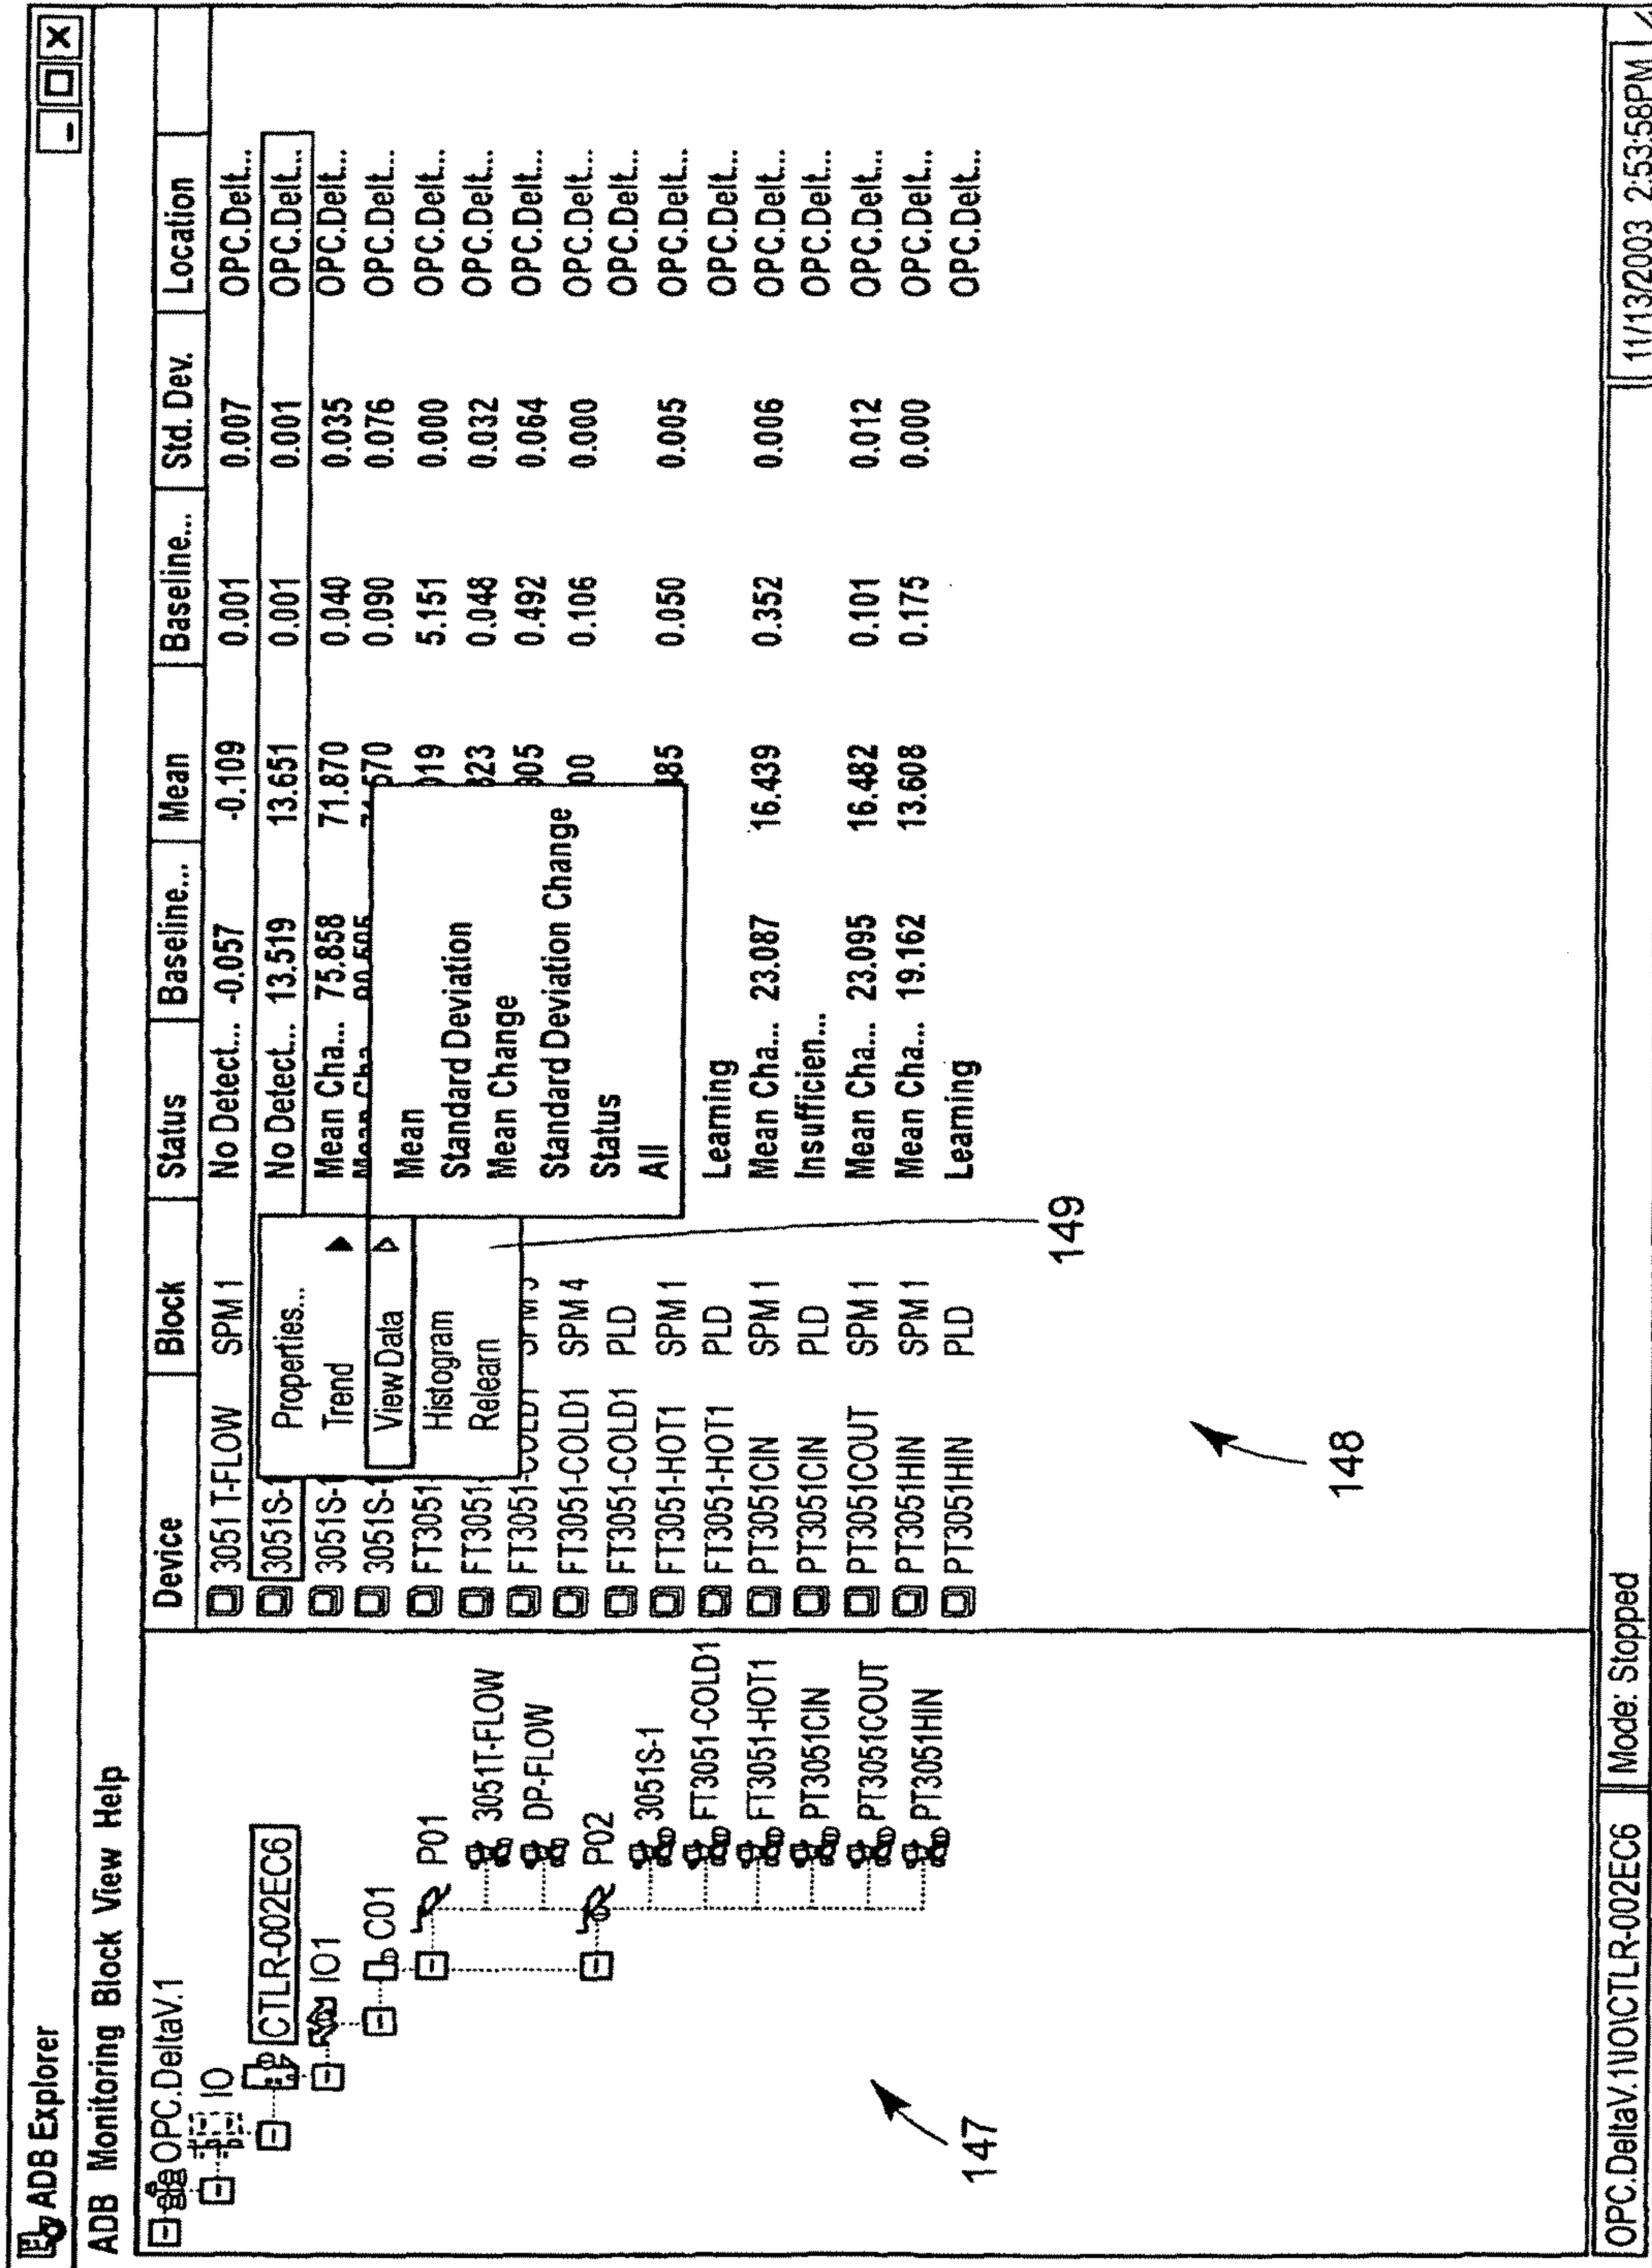 ADB Explorer
ADB Monitoring Block View Help
OPC.DeltaV.1
IO
CTLR-002EC6
IO1
C01
P01
3051T-FLOW
DP-FLOW
P02
3051S-1
FT3051-COLD1
FT3051-HOT1
PT3051CIN
PT3051COUT
PT3051HIN
147
Device Block Status Baseline... Mean Baseline... Std. Dev. Location
3051 T-FLOW SPM 1 No Detect... -0.057 -0.109 0.001 0.007 OPC.Delt...
3051S- No Detect... 13.519 13.651 0.001 0.001 OPC.Delt...
3051S- Mean Cha... 75.858 71.870 0.040 0.035 OPC.Delt...
3051S- Mean Cha 0.090 0.076 OPC.Delt...
FT3051 5.151 0.000 OPC.Delt...
FT3051- 0.048 0.032 OPC.Delt...
FT3051-COLD1 0.492 0.064 OPC.Delt...
FT3051-COLD1 SPM 4 0.106 0.000 OPC.Delt...
FT3051-COLD1 PLD OPC.Delt...
FT3051-HOT1 SPM 1 0.050 0.005 OPC.Delt...
FT3051-HOT1 PLD Learning OPC.Delt...
PT3051CIN SPM 1 Mean Cha... 23.087 16.439 0.352 0.006 OPC.Delt...
PT3051CIN PLD Insufficien... OPC.Delt...
PT3051COUT SPM 1 Mean Cha... 23.095 16.482 0.101 0.012 OPC.Delt...
PT3051HIN SPM 1 Mean Cha... 19.162 13.608 0.175 0.000 OPC.Delt...
PT3051HIN PLD Learning OPC.Delt...
Properties...
Trend
View Data
Histogram
Relearn
Mean
Standard Deviation
Mean Change
Standard Deviation Change
Status
All
149
148
OPC.DeltaV.1\IO\CTLR-002EC6 Mode: Stopped 11/13/2003 2:53:58PM